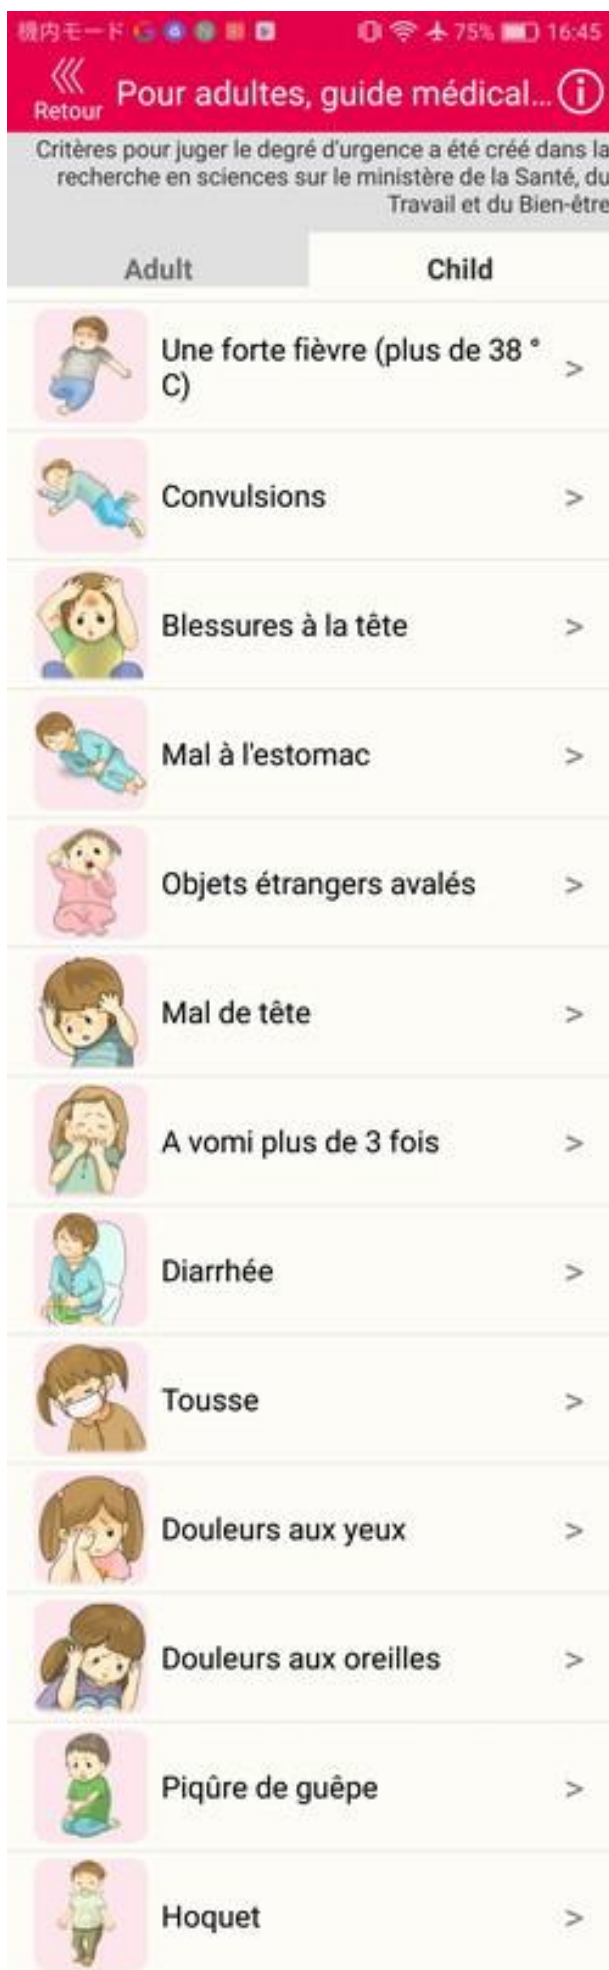 機内モード 75% 16:45
Retour Pour adultes, guide médical...
Critères pour juger le degré d'urgence a été créé dans la
recherche en sciences sur le ministère de la Santé, du
Travail et du Bien-être
Adult Child
Une forte fièvre (plus de 38 °
C) >
Convulsions >
Blessures à la tête >
Mal à l'estomac >
Objets étrangers avalés >
Mal de tête >
A vomi plus de 3 fois >
Diarrhée >
Tousse >
Douleurs aux yeux >
Douleurs aux oreilles >
Piqûre de guêpe >
Hoquet >